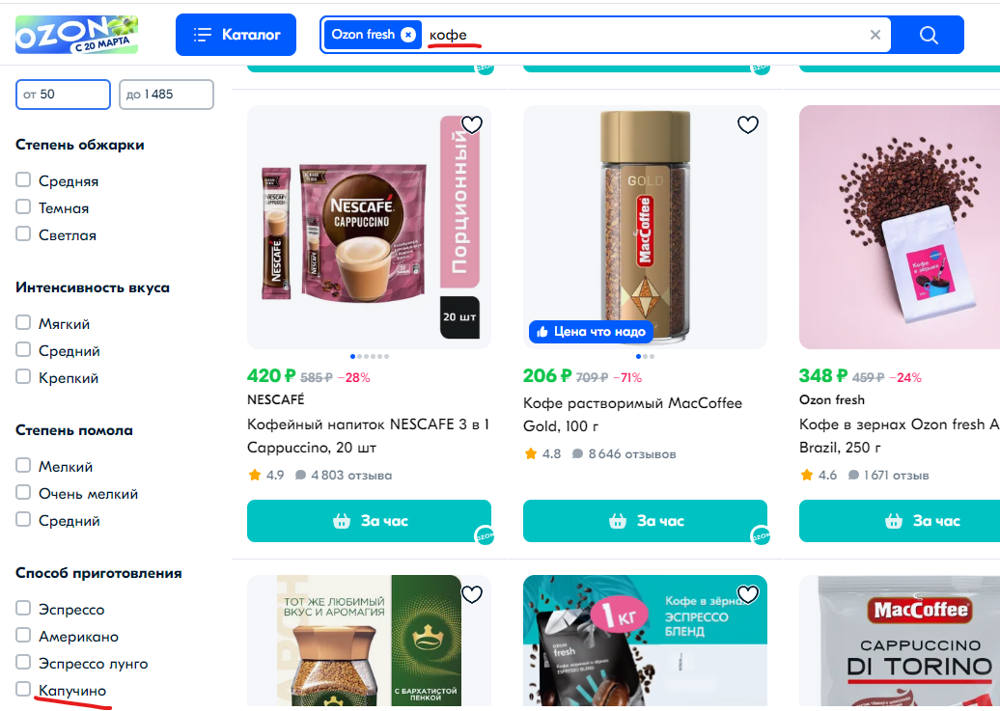 OZON
С 20 МАРТА
Каталог
Ozon fresh
кофе
от 50
до 1 485
Степень обжарки
Средняя
Темная
Светлая
Интенсивность вкуса
Мягкий
Средний
Крепкий
Степень помола
Мелкий
Очень мелкий
Средний
Способ приготовления
Эспрессо
Американо
Эспрессо лунго
Капучино
NESCAFÉ
CAPPUCCINO
NESCAFÉ
Порционный
20 шт
420 ₽ 585 ₽ −28%
NESCAFÉ
Кофейный напиток NESCAFE 3 в 1
Cappuccino, 20 шт
4.9 4 803 отзыва
За час
OZON
GOLD
MacCoffee
Цена что надо
206 ₽ 709 ₽ −71%
Кофе растворимый MacCoffee
Gold, 100 г
4.8 8 646 отзывов
За час
OZON
Кофе
в зёрнах
348 ₽ 459 ₽ −24%
Ozon fresh
Кофе в зернах Ozon fresh A
Brazil, 250 г
4.6 1 671 отзыв
За час
ТОТ ЖЕ ЛЮБИМЫЙ
ВКУС И АРОМАТИЯ
С БАРХАТИСТОЙ
ПЕНКОЙ
1 КГ
Кофе в зёрнах
ЭСПРЕССО
БЛЕНД
ozon
fresh
MacCoffee
CAPPUCCINO
DI TORINO